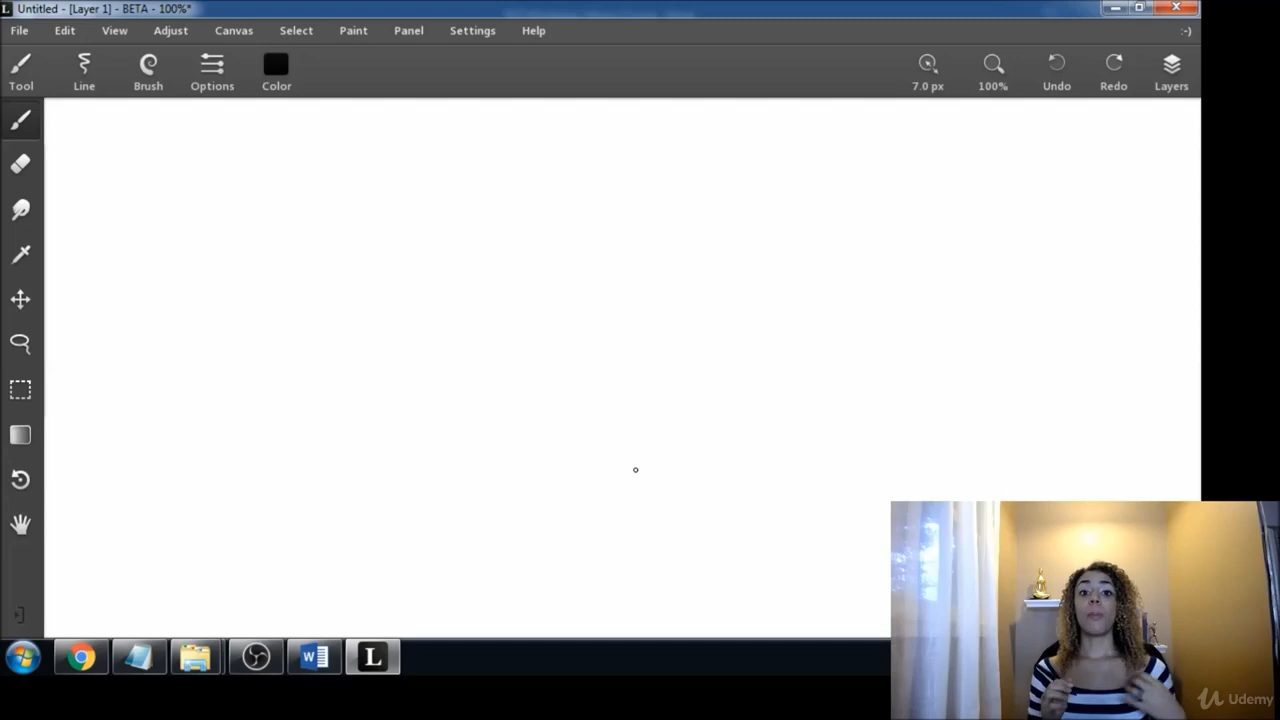 L Untitled - [Layer 1] - BETA - 100%*
File Edit View Adjust Canvas Select Paint Panel Settings Help :-)
Tool Line Brush Options Color 7.0 px 100% Undo Redo Layers
W L
Udemy